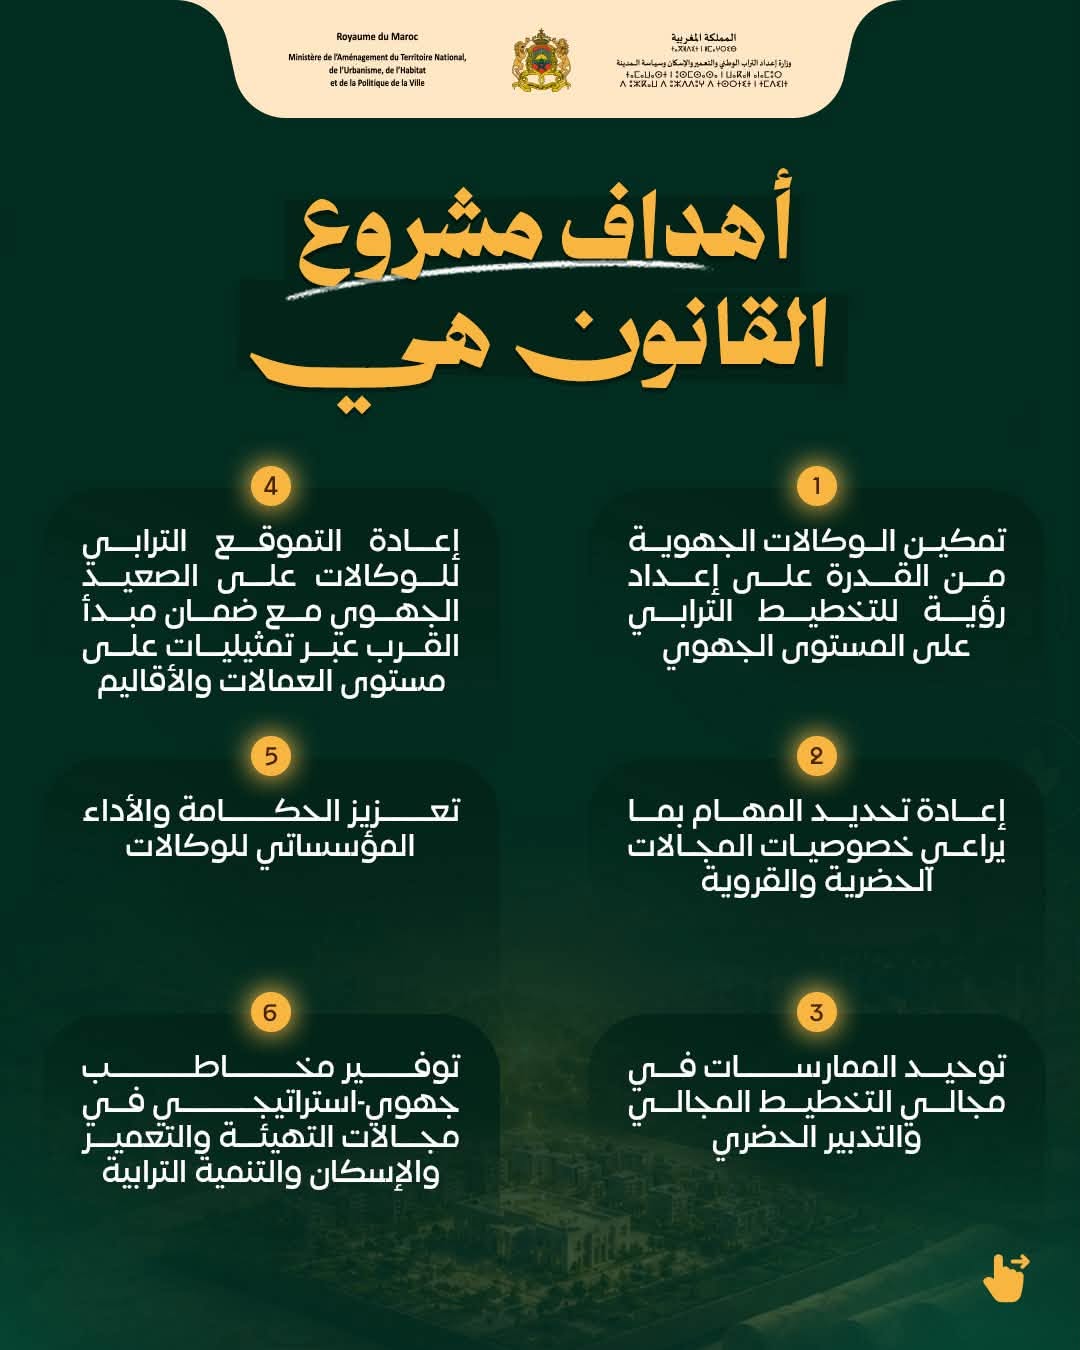 Royaume du Maroc
Ministère de l'Aménagement du Territoire National,
de l'Urbanisme, de l'Habitat
et de la Politique de la Ville
المملكة المغربية
ⵜⴰⴳⵍⴷⵉⵜ ⵏ ⵍⵎⵖⵔⵉⴱ
وزارة إعداد التراب الوطني والتعمير والإسكان وسياسة المدينة
أهداف مشروع
القانون هي
1
تمكين الوكالات الجهوية
من القدرة على إعداد
رؤية للتخطيط الترابي
على المستوى الجهوي
2
إعادة تحديد المهام بما
يراعي خصوصيات المجالات
الحضرية والقروية
3
توحيد الممارسات في
مجالي التخطيط المجالي
والتدبير الحضري
4
إعادة التموقع الترابي
للوكالات على الصعيد
الجهوي مع ضمان مبدأ
القرب عبر تمثيليات على
مستوى العمالات والأقاليم
5
تعزيز الحكامة والأداء
المؤسساتي للوكالات
6
توفير مخاطب
جهوي-استراتيجي في
مجالات التهيئة والتعمير
والإسكان والتنمية الترابية